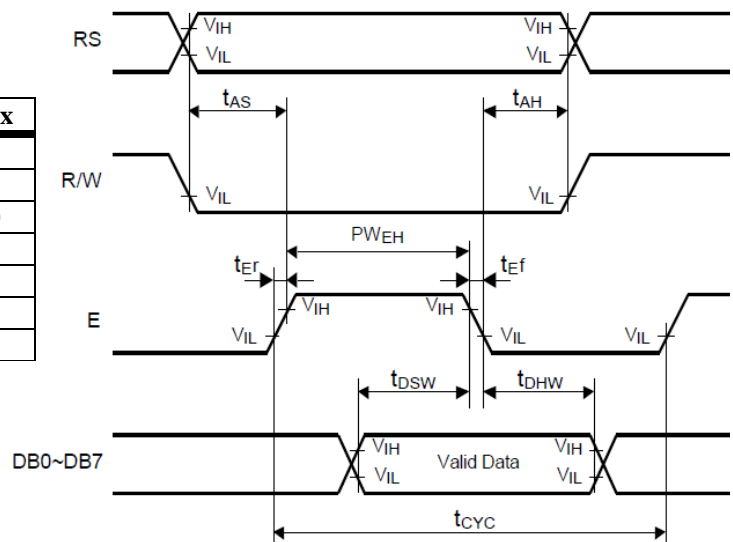 RS VIH VIH
VIL VIL
x
tAS tAH
R/W VIL VIL
PWEH
tEr tEf
E VIH VIH
VIL VIL VIL
tDSW tDHW
DB0~DB7 VIH Valid Data VIH
VIL VIL
tCYC